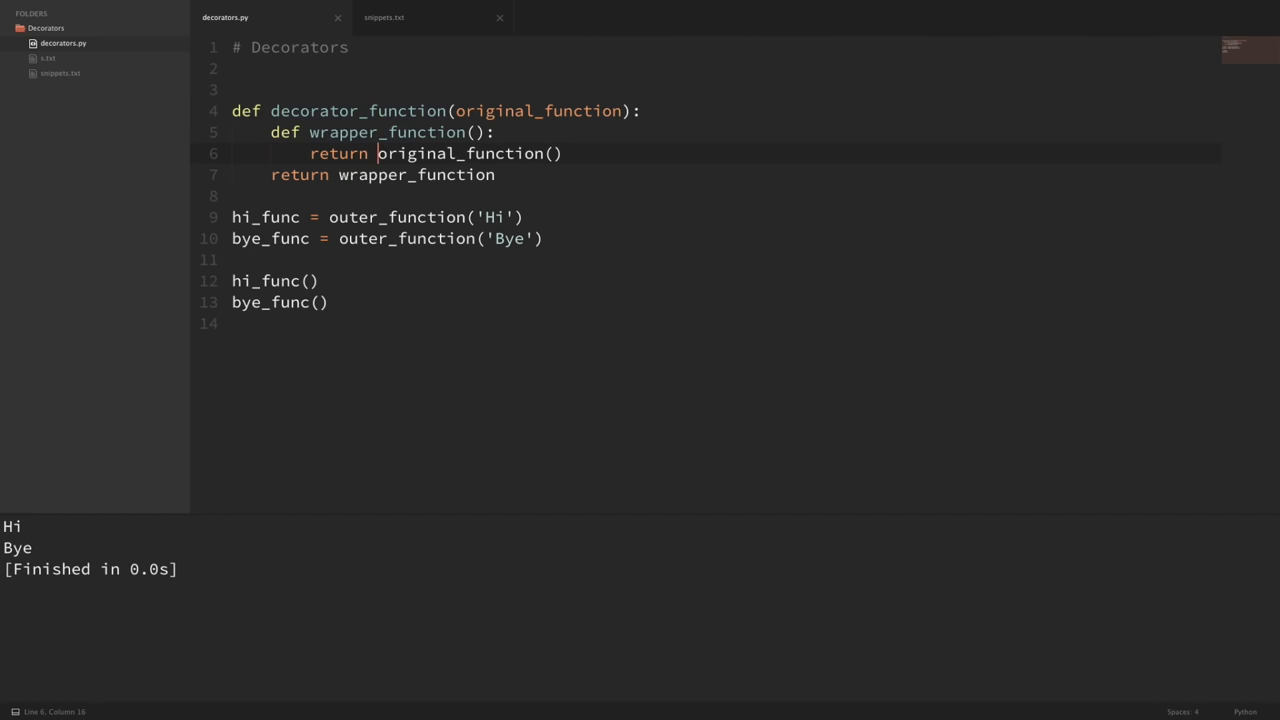 FOLDERS
Decorators
decorators.py
s.txt
snippets.txt
decorators.py
snippets.txt
1 # Decorators
2
3
4 def decorator_function(original_function):
5     def wrapper_function():
6         return original_function()
7     return wrapper_function
8
9 hi_func = outer_function('Hi')
10 bye_func = outer_function('Bye')
11
12 hi_func()
13 bye_func()
14
Hi
Bye
[Finished in 0.0s]
Line 6, Column 16
Spaces: 4
Python